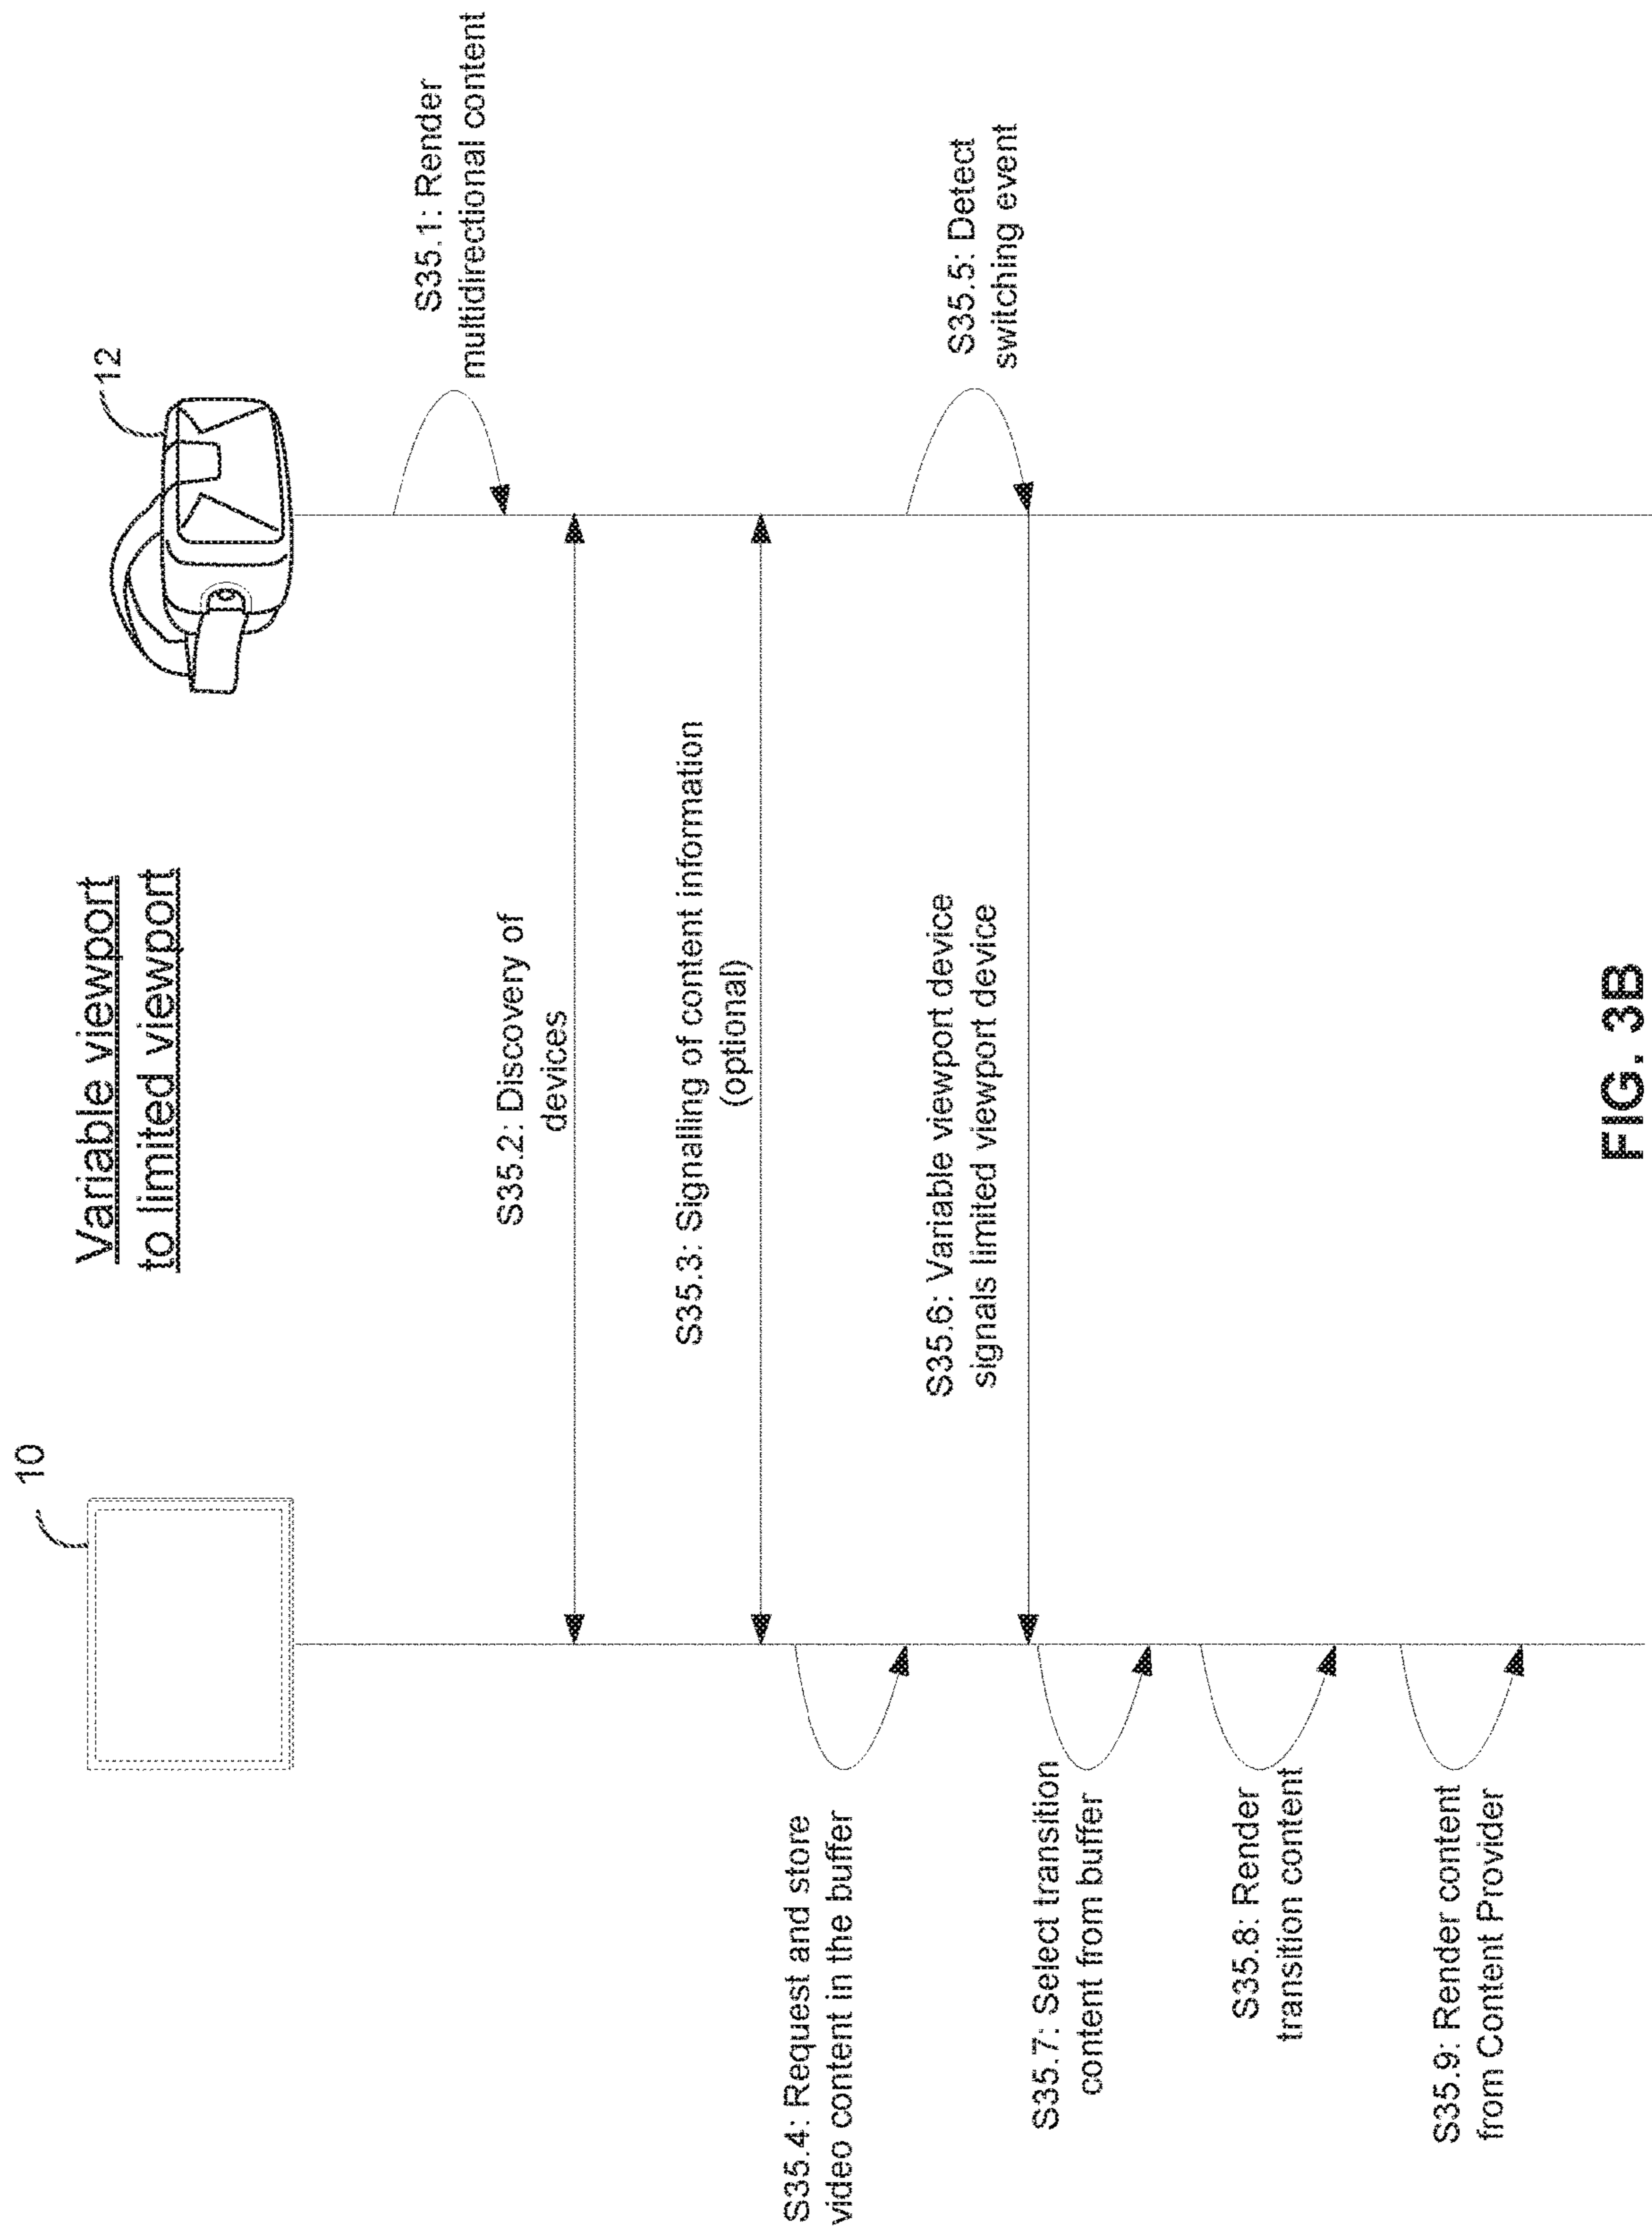 Variable viewport
to limited viewport
10
12
S35.1: Render
multidirectional content
S35.2: Discovery of
devices
S35.3: Signalling of content information
(optional)
S35.4: Request and store
video content in the buffer
S35.5: Detect
switching event
S35.6: Variable viewport device
signals limited viewport device
S35.7: Select transition
content from buffer
S35.8: Render
transition content
S35.9: Render content
from Content Provider
FIG. 3B